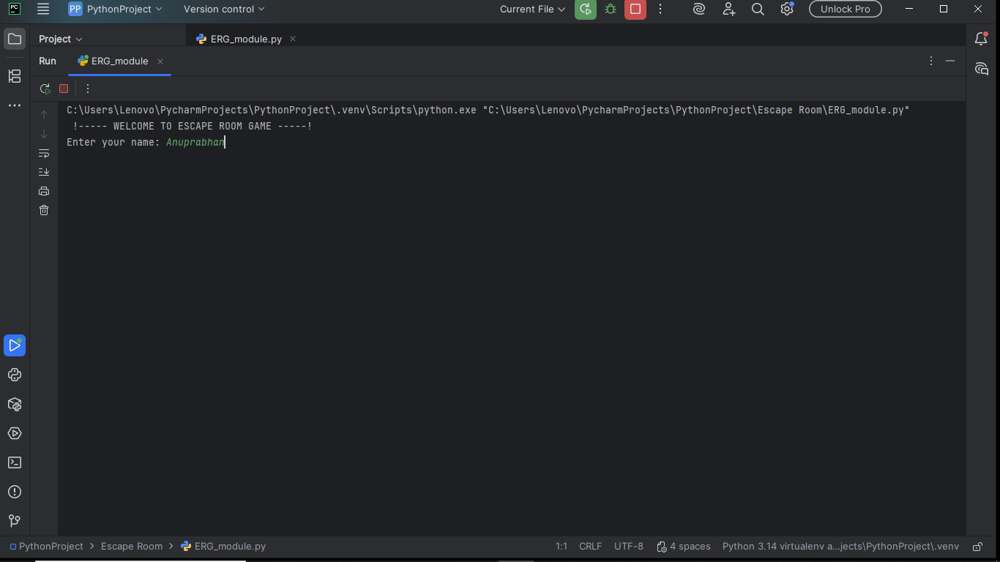 PC
PP PythonProject Version control Current File Unlock Pro
Project ERG_module.py
Run ERG_module
C:\Users\Lenovo\PycharmProjects\PythonProject\.venv\Scripts\python.exe "C:\Users\Lenovo\PycharmProjects\PythonProject\Escape Room\ERG_module.py"
!----- WELCOME TO ESCAPE ROOM GAME -----!
Enter your name: Anuprabhan
PythonProject > Escape Room > ERG_module.py 1:1 CRLF UTF-8 4 spaces Python 3.14 virtualenv a...jects\PythonProject\.venv